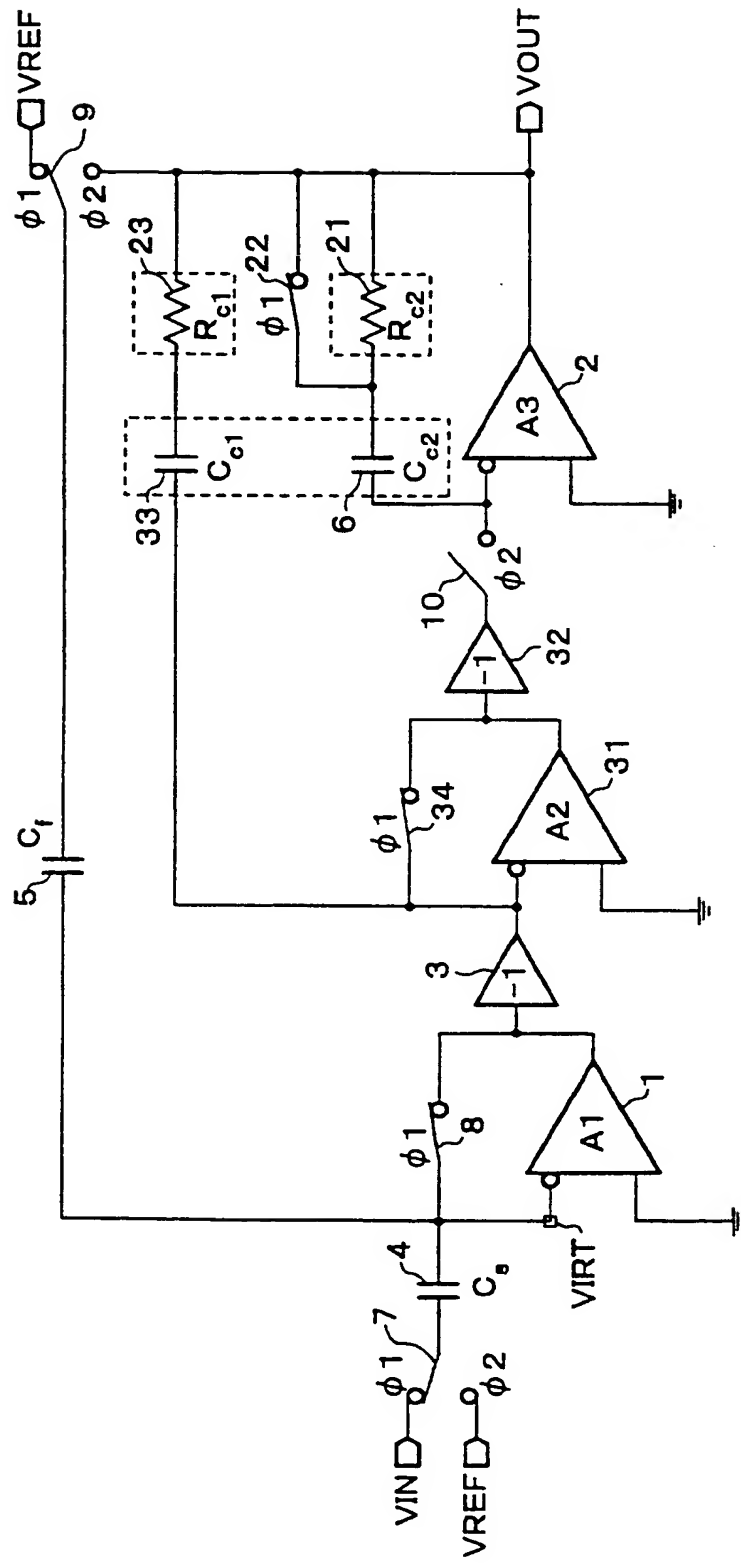 5
Cf
φ1
VREF
9
φ2
23
Rc1
33
Cc1
22
φ1
21
Rc2
6
Cc2
φ1
34
φ1
8
4
Cs
7
φ1
VIN
φ2
VREF
3
-1
-1
32
10
φ2
A3
2
VOUT
A2
31
A1
1
VIRT